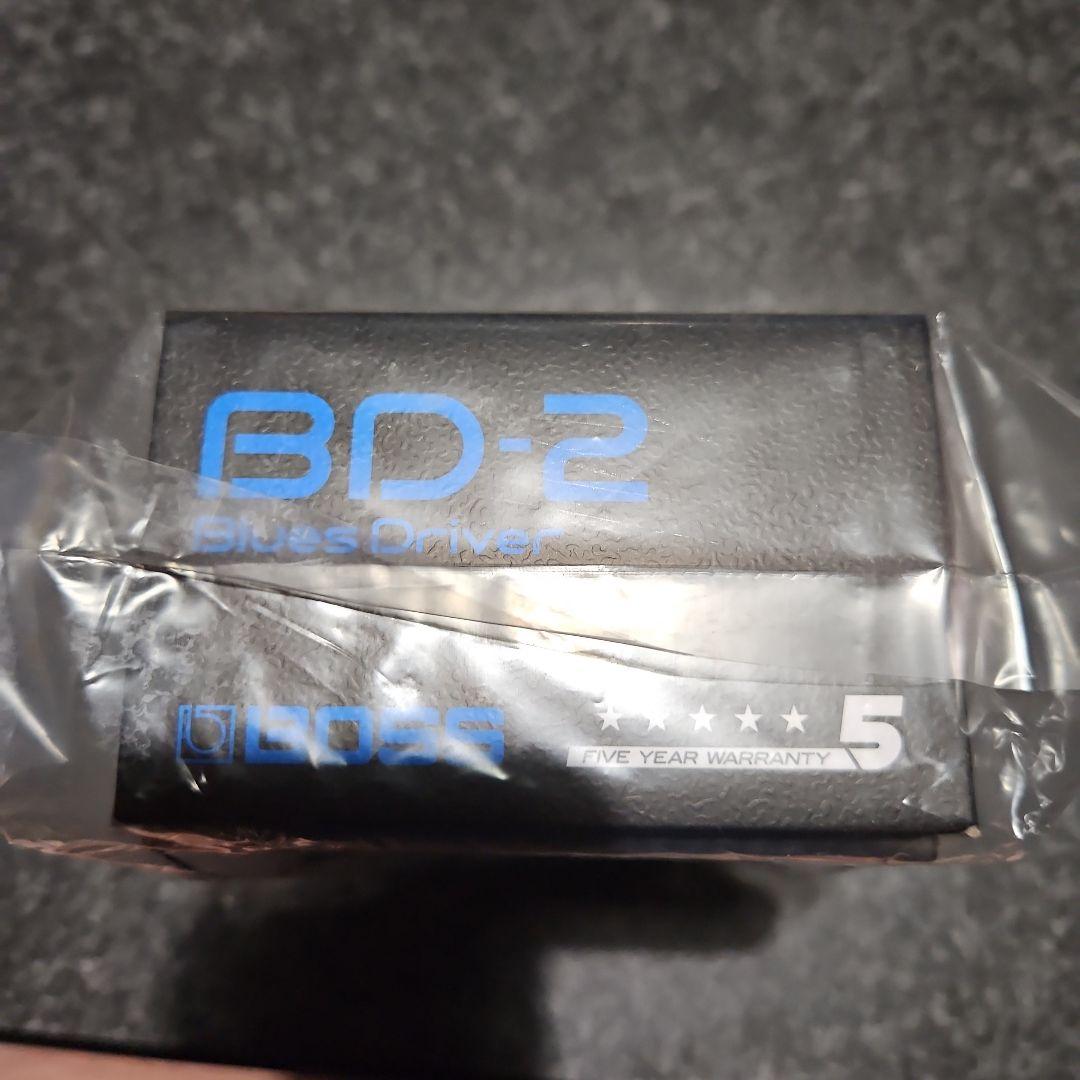 BD-2
Blues Driver
BOSS
5
FIVE YEAR WARRANTY